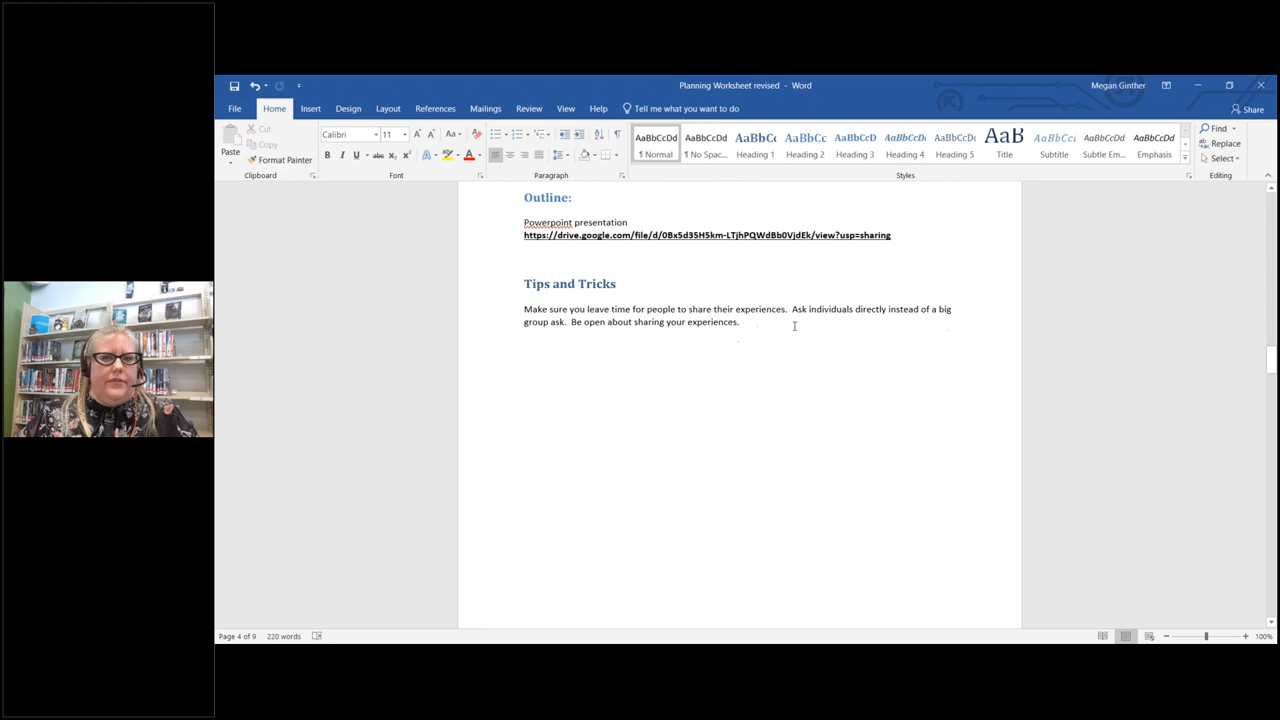 Planning Worksheet revised - Word
Megan Ginther
File Home Insert Design Layout References Mailings Review View Help Tell me what you want to do
Share
Paste
Cut
Copy
Format Painter
Clipboard
Calibri 11
Font
Paragraph
AaBbCcDd AaBbCcDd AaBbC( AaBbCc AaBbCcD AaBbCcDc AaBbCcDd AaB AaBbCcL AaBbCcDd AaBbCcDd
¶ Normal ¶ No Spac... Heading 1 Heading 2 Heading 3 Heading 4 Heading 5 Title Subtitle Subtle Em... Emphasis
Styles
Find
Replace
Select
Editing
Outline:
Powerpoint presentation
https://drive.google.com/file/d/0Bx5d35H5km-LTjhPQWdBb0VjdEk/view?usp=sharing
Tips and Tricks
Make sure you leave time for people to share their experiences. Ask individuals directly instead of a big
group ask. Be open about sharing your experiences.
Page 4 of 9 220 words
100%